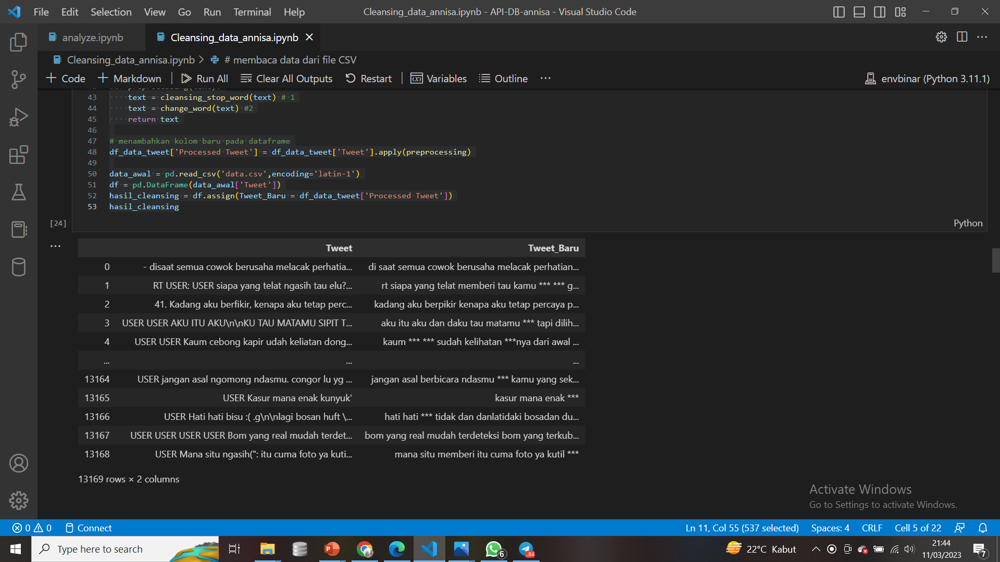 File Edit Selection View Go Run Terminal Help Cleansing_data_annisa.ipynb - API-DB-annisa - Visual Studio Code
analyze.ipynb Cleansing_data_annisa.ipynb
Cleansing_data_annisa.ipynb > # membaca data dari file CSV
+ Code + Markdown Run All Clear All Outputs Restart Variables Outline ... envbinar (Python 3.11.1)
43 text = cleansing_stop_word(text) # 1
44 text = change_word(text) #2
45 return text
46
47 # menambahkan kolom baru pada dataframe
48 df_data_tweet['Processed Tweet'] = df_data_tweet['Tweet'].apply(preprocessing)
49
50 data_awal = pd.read_csv('data.csv',encoding='latin-1')
51 df = pd.DataFrame(data_awal['Tweet'])
52 hasil_cleansing = df.assign(Tweet_Baru = df_data_tweet['Processed Tweet'])
53 hasil_cleansing
[24] Python
... Tweet Tweet_Baru
0 - disaat semua cowok berusaha melacak perhatia... di saat semua cowok berusaha melacak perhatian...
1 RT USER: USER siapa yang telat ngasih tau elu?... rt siapa yang telat memberi tau kamu *** *** g...
2 41. Kadang aku berfikir, kenapa aku tetap perc... kadang aku berpikir kenapa aku tetap percaya p...
3 USER USER AKU ITU AKU\n\nKU TAU MATAMU SIPIT T... aku itu aku dan daku tau matamu *** tapi dilih...
4 USER USER Kaum cebong kapir udah keliatan dong... kaum *** *** sudah kelihatan ***nya dari awal ...
... ... ...
13164 USER jangan asal ngomong ndasmu. congor lu yg ... jangan asal berbicara ndasmu *** kamu yang sek...
13165 USER Kasur mana enak kunyuk' kasur mana enak ***
13166 USER Hati hati bisu :( .g\n\nlagi bosan huft \... hati hati *** tidak dan danlatidaki bosadan du...
13167 USER USER USER USER Bom yang real mudah terdet... bom yang real mudah terdeteksi bom yang terkub...
13168 USER Mana situ ngasih(": itu cuma foto ya kuti... mana situ memberi itu cuma foto ya kutil ***
13169 rows × 2 columns
Activate Windows
Go to Settings to activate Windows.
0 0 Connect Ln 11, Col 55 (537 selected) Spaces: 4 CRLF Cell 5 of 22
Type here to search 6 ..84 22°C Kabut 21:44 7
11/03/2023